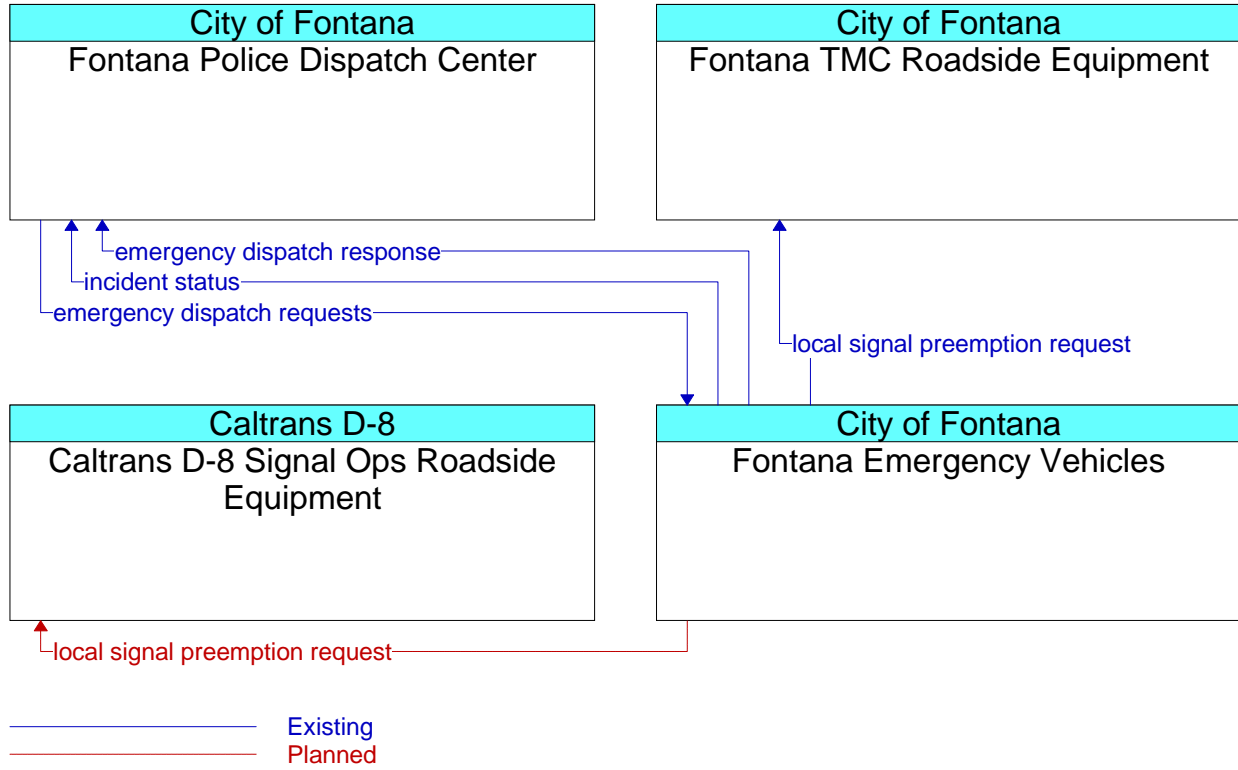 City of Fontana
Fontana Police Dispatch Center
City of Fontana
Fontana TMC Roadside Equipment
emergency dispatch response
incident status
emergency dispatch requests
local signal preemption request
Caltrans D-8
Caltrans D-8 Signal Ops Roadside
Equipment
City of Fontana
Fontana Emergency Vehicles
local signal preemption request
Existing
Planned